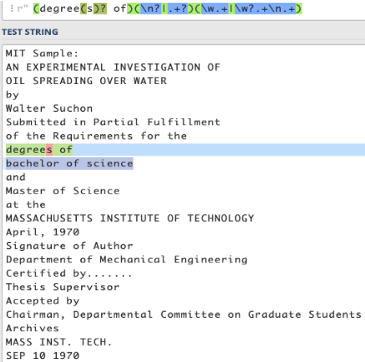 r" (degree(s)? of)(\n?|.+?)(\w.+|\w?.+\n.+)
TEST STRING
MIT Sample:
AN EXPERIMENTAL INVESTIGATION OF
OIL SPREADING OVER WATER
by
Walter Suchon
Submitted in Partial Fulfillment
of the Requirements for the
degrees of
bachelor of science
and
Master of Science
at the
MASSACHUSETTS INSTITUTE OF TECHNOLOGY
April, 1970
Signature of Author
Department of Mechanical Engineering
Certified by.......
Thesis Supervisor
Accepted by
Chairman, Departmental Committee on Graduate Students
Archives
MASS INST. TECH.
SEP 10 1970